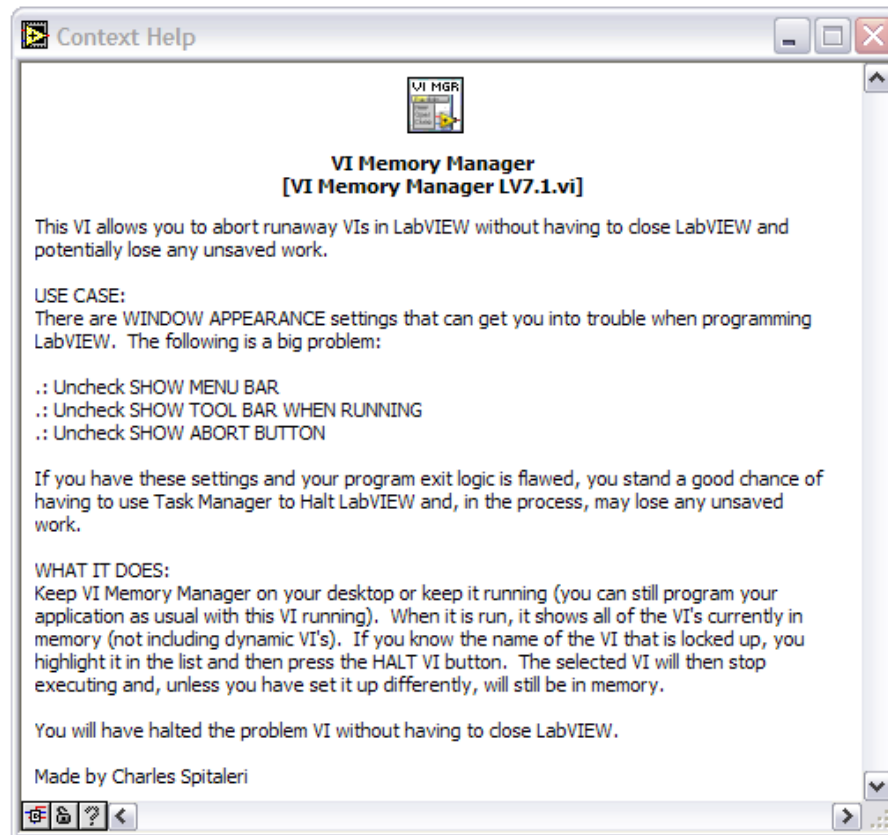 Context Help
VI MGR
VI Memory Manager
[VI Memory Manager LV7.1.vi]
This VI allows you to abort runaway VIs in LabVIEW without having to close LabVIEW and
potentially lose any unsaved work.
USE CASE:
There are WINDOW APPEARANCE settings that can get you into trouble when programming
LabVIEW.  The following is a big problem:
.: Uncheck SHOW MENU BAR
.: Uncheck SHOW TOOL BAR WHEN RUNNING
.: Uncheck SHOW ABORT BUTTON
If you have these settings and your program exit logic is flawed, you stand a good chance of
having to use Task Manager to Halt LabVIEW and, in the process, may lose any unsaved
work.
WHAT IT DOES:
Keep VI Memory Manager on your desktop or keep it running (you can still program your
application as usual with this VI running).  When it is run, it shows all of the VI's currently in
memory (not including dynamic VI's).  If you know the name of the VI that is locked up, you
highlight it in the list and then press the HALT VI button.  The selected VI will then stop
executing and, unless you have set it up differently, will still be in memory.
You will have halted the problem VI without having to close LabVIEW.
Made by Charles Spitaleri
?